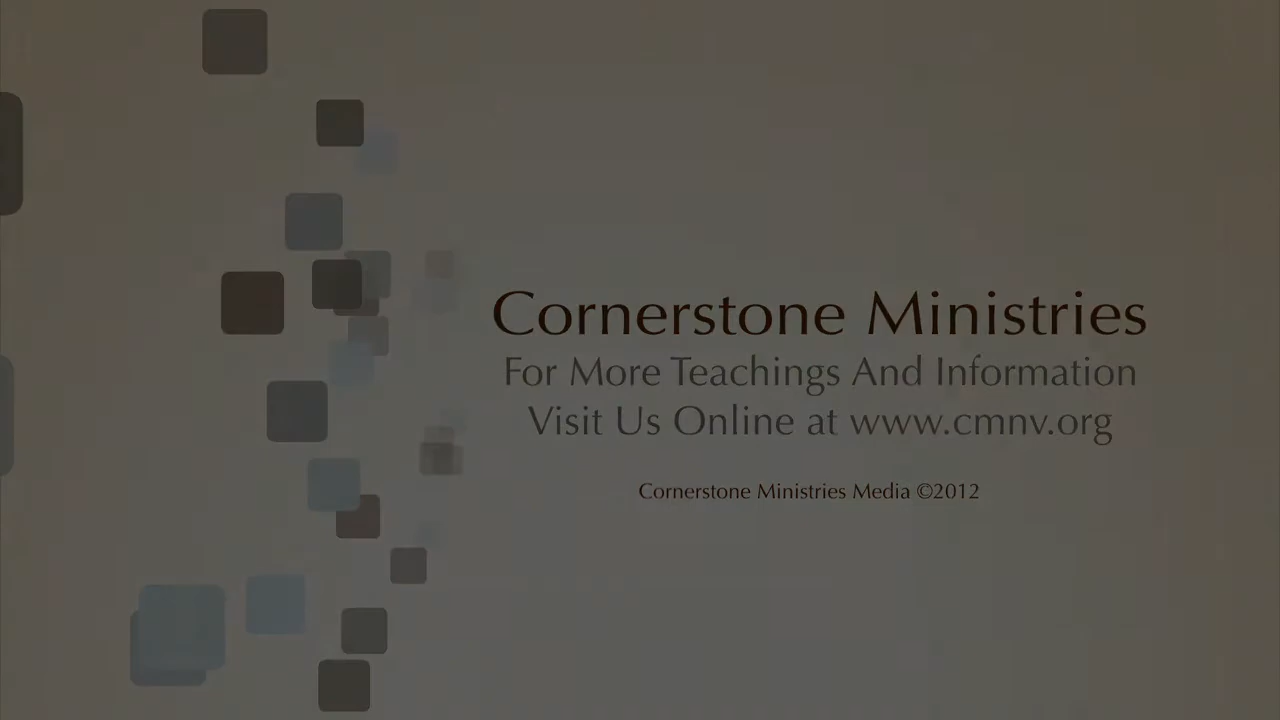 Cornerstone Ministries
For More Teachings And Information
Visit Us Online at www.cmnv.org
Cornerstone Ministries Media ©2012